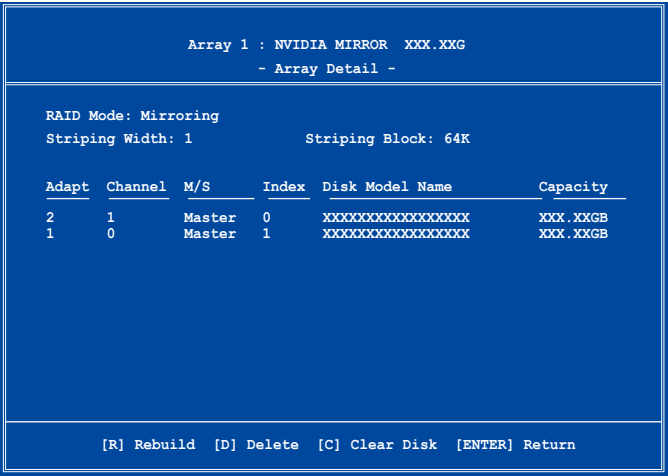 Array 1 : NVIDIA MIRROR  XXX.XXG
- Array Detail -
RAID Mode: Mirroring
Striping Width: 1    Striping Block: 64K
Adapt  Channel  M/S  Index  Disk Model Name  Capacity
2  1  Master  0  XXXXXXXXXXXXXXXXX  XXX.XXGB
1  0  Master  1  XXXXXXXXXXXXXXXXX  XXX.XXGB
[R] Rebuild  [D] Delete  [C] Clear Disk  [ENTER] Return